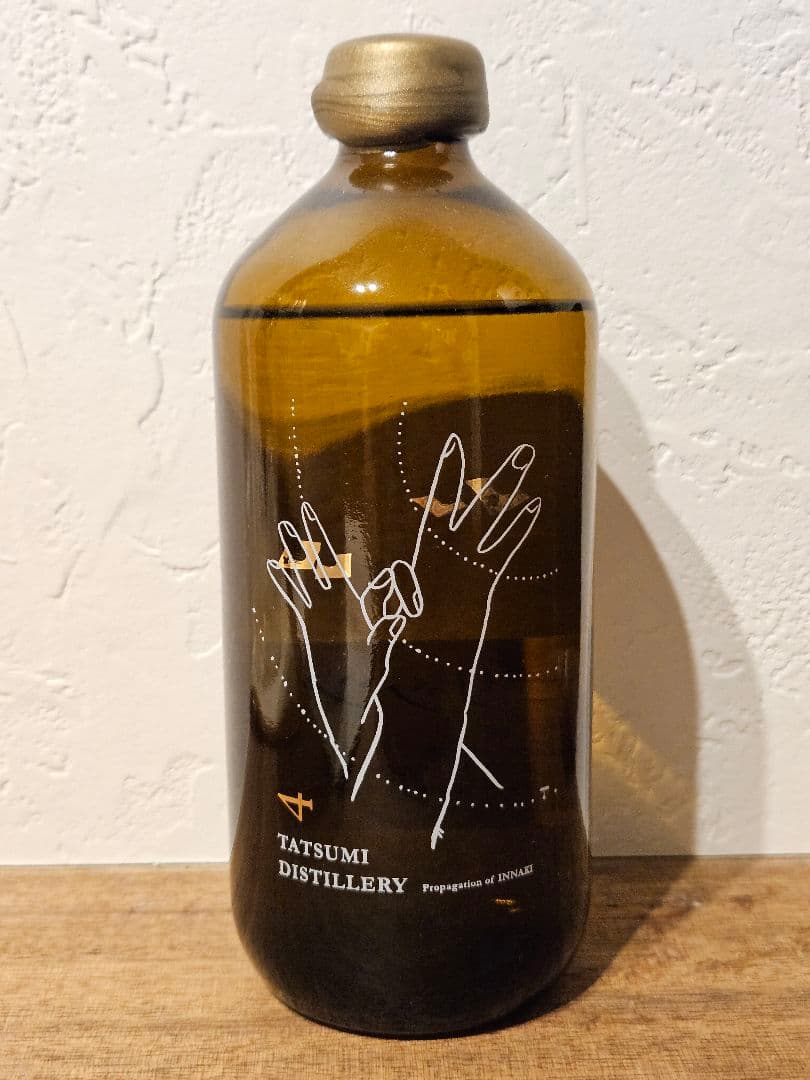 4
TATSUMI
DISTILLERY
Propagation of INNAKI